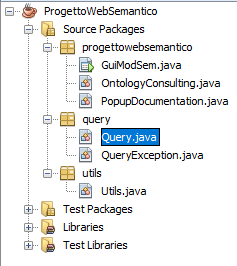 ProgettoWebSemantico
Source Packages
progettowebsemantico
GuiModSem.java
OntologyConsulting.java
PopupDocumentation.java
query
Query.java
QueryException.java
utils
Utils.java
Test Packages
Libraries
Test Libraries